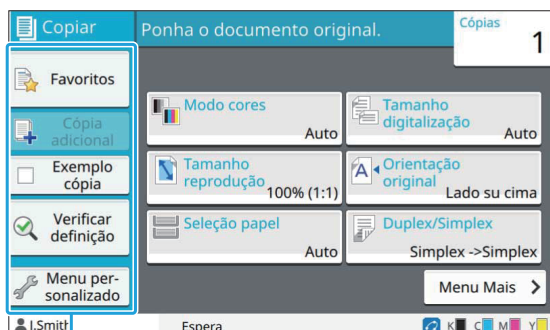 Copiar
Ponha o documento original.
Cópias
1
Favoritos
Cópia
adicional
Exemplo
cópia
Verificar
definição
Menu per-
sonalizado
Modo cores
Auto
Tamanho
digitalização
Auto
Tamanho
reprodução
100% (1:1)
Orientação
original
Lado su cima
Seleção papel
Auto
Duplex/Simplex
Simplex ->Simplex
Menu Mais
J.Smith
Espera
K C M Y